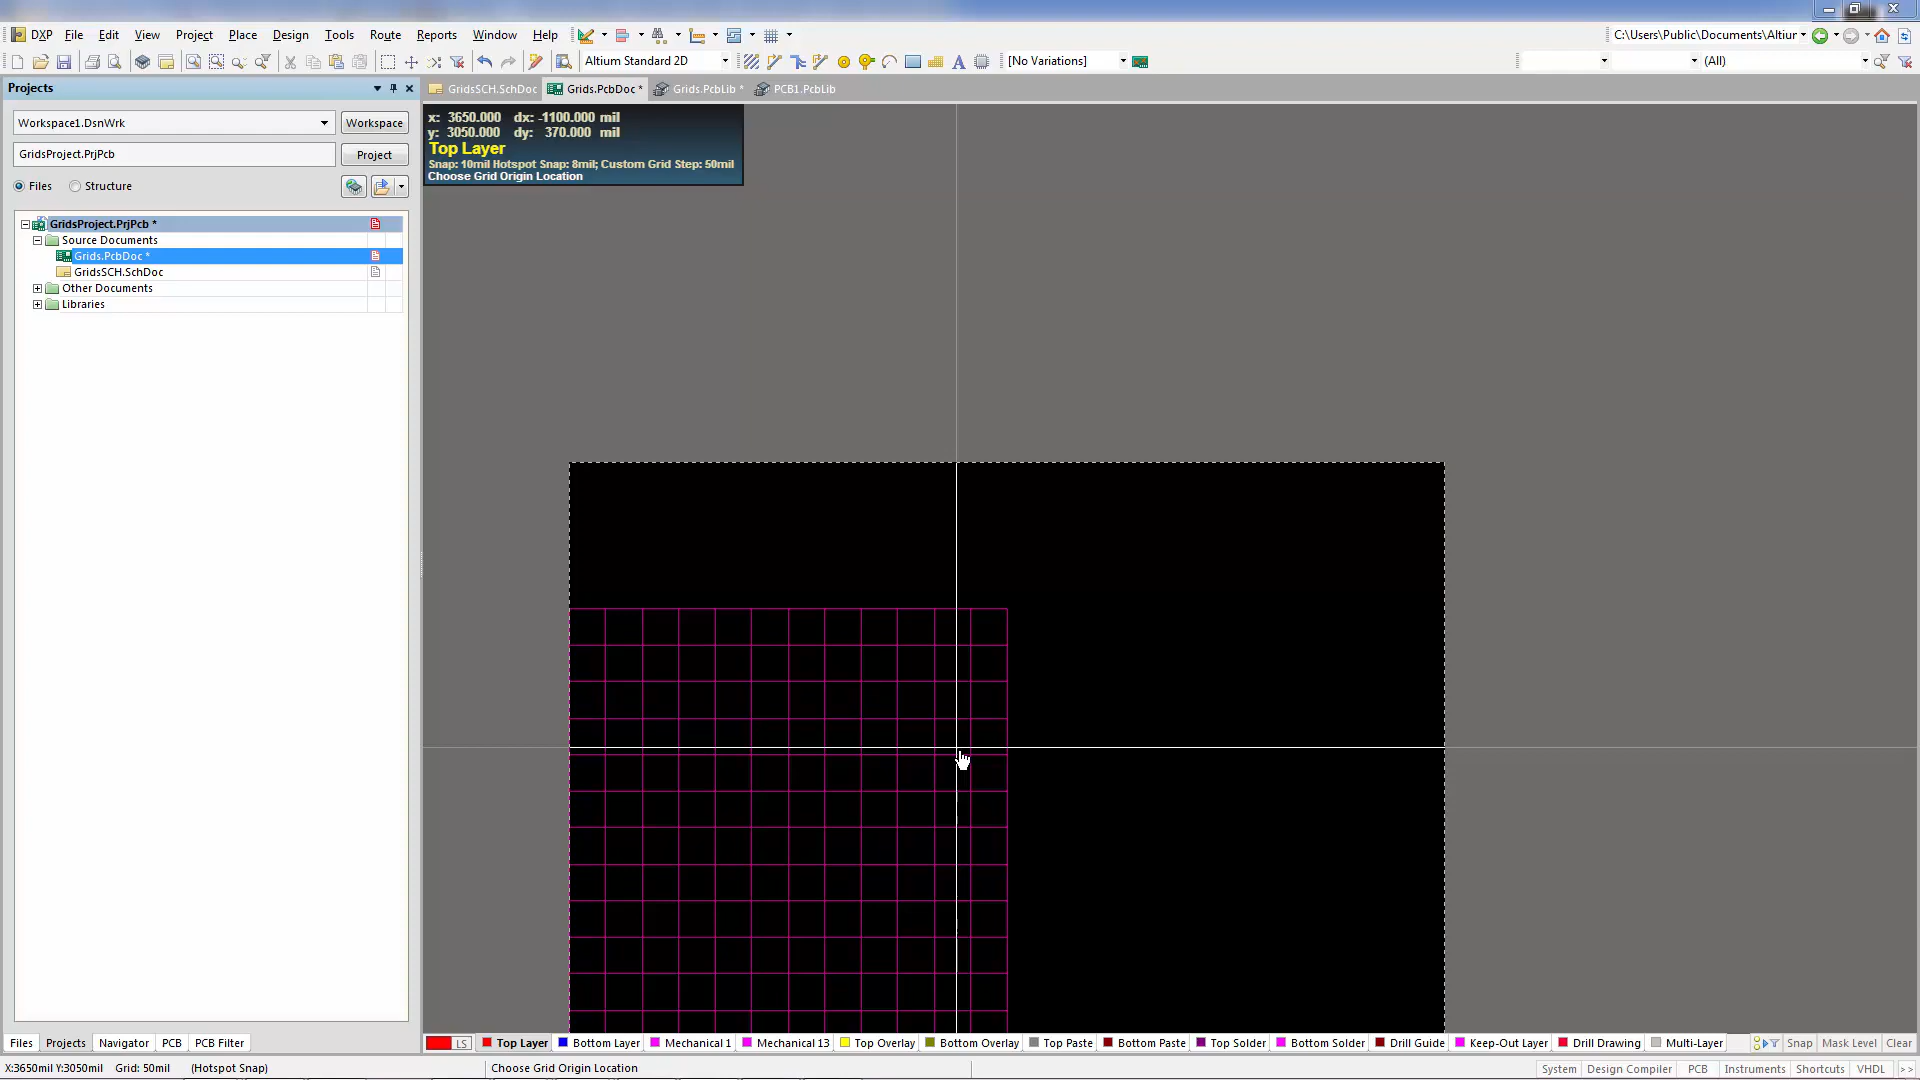 DXP File Edit View Project Place Design Tools Route Reports Window Help
C:\Users\Public\Documents\Altiur
Altium Standard 2D
[No Variations]
(All)
Projects
GridsSCH.SchDoc
Grids.PcbDoc *
Grids.PcbLib *
PCB1.PcbLib
Workspace1.DsnWrk
Workspace
GridsProject.PrjPcb
Project
Files
Structure
GridsProject.PrjPcb *
Source Documents
Grids.PcbDoc *
GridsSCH.SchDoc
Other Documents
Libraries
x: 3650.000 dx: -1100.000 mil
y: 3050.000 dy: 370.000 mil
Top Layer
Snap: 10mil Hotspot Snap: 8mil; Custom Grid Step: 50mil
Choose Grid Origin Location
Files Projects Navigator PCB PCB Filter
LS Top Layer Bottom Layer Mechanical 1 Mechanical 13 Top Overlay Bottom Overlay Top Paste Bottom Paste Top Solder Bottom Solder Drill Guide Keep-Out Layer Drill Drawing Multi-Layer Snap Mask Level Clear
X:3650mil Y:3050mil Grid: 50mil (Hotspot Snap) Choose Grid Origin Location System Design Compiler PCB Instruments Shortcuts VHDL >>